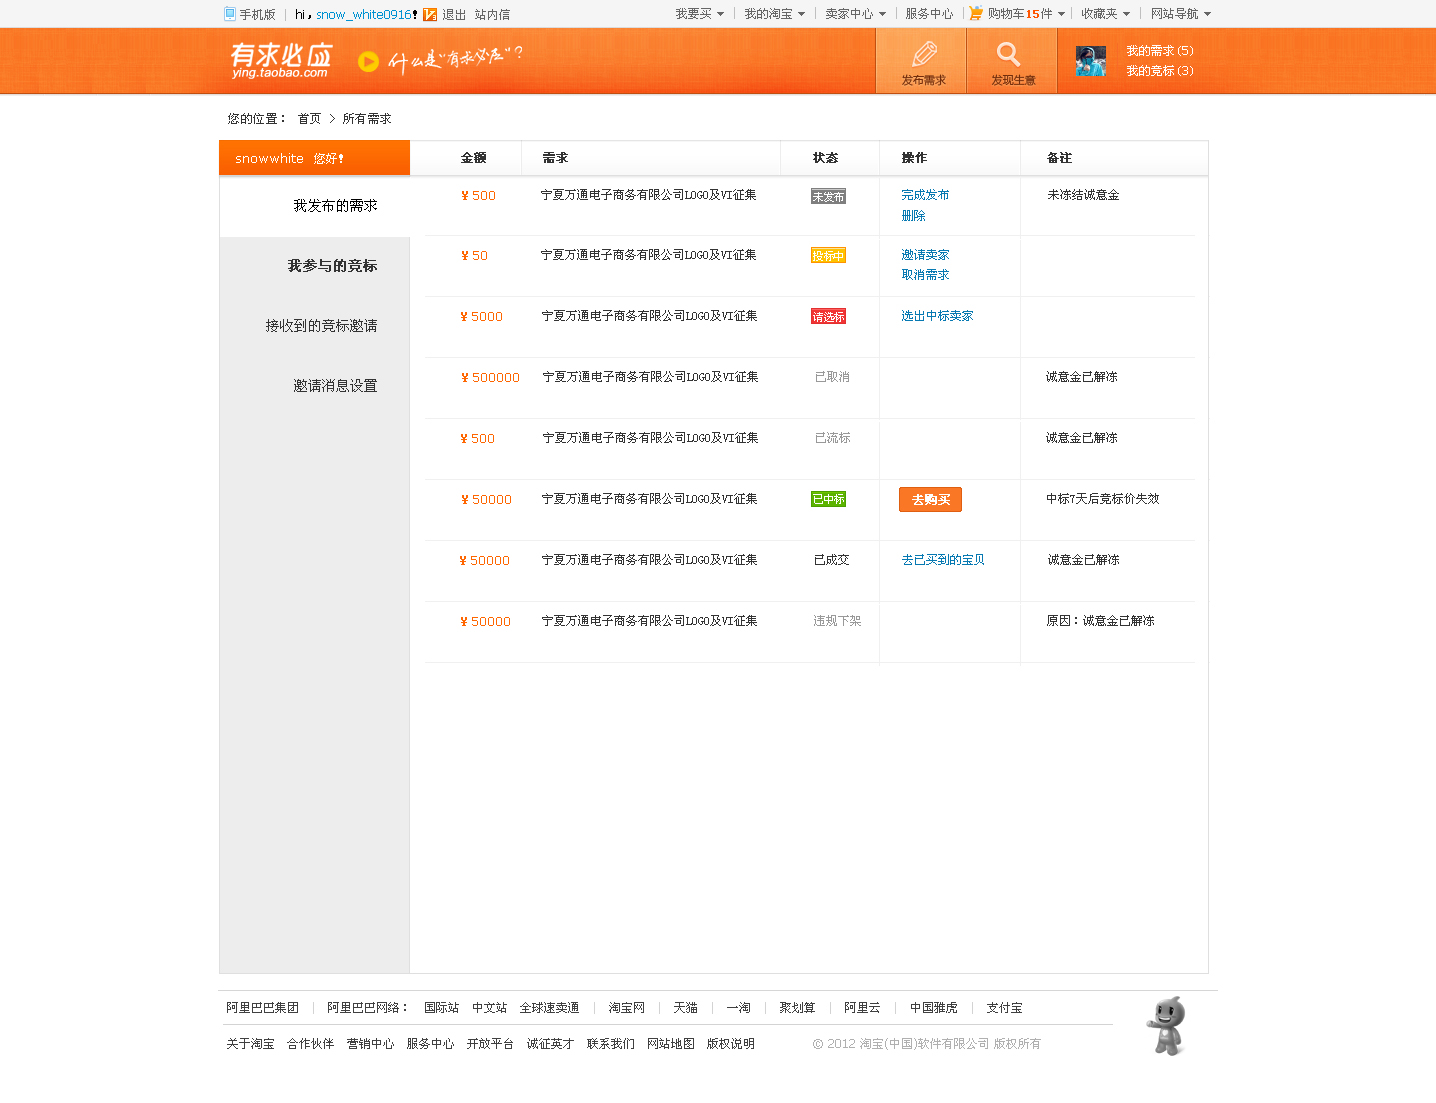 手机版 | hi，snow_white0916! 退出 站内信 我要买 | 我的淘宝 | 卖家中心 | 服务中心 | 购物车15件 | 收藏夹 | 网站导航
有求必应
ying.taobao.com
什么是“有求必应”?
发布需求
发现生意
我的需求(5)
我的竞标(3)
您的位置： 首页 > 所有需求
snowwhite 您好!
我发布的需求
我参与的竞标
接收到的竞标邀请
邀请消息设置
金额 需求 状态 操作 备注
¥ 500 宁夏万通电子商务有限公司LOGO及VI征集 未发布 完成发布 未冻结诚意金
删除
¥ 50 宁夏万通电子商务有限公司LOGO及VI征集 投标中 邀请卖家
取消需求
¥ 5000 宁夏万通电子商务有限公司LOGO及VI征集 请选标 选出中标卖家
¥ 500000 宁夏万通电子商务有限公司LOGO及VI征集 已取消 诚意金已解冻
¥ 500 宁夏万通电子商务有限公司LOGO及VI征集 已流标 诚意金已解冻
¥ 50000 宁夏万通电子商务有限公司LOGO及VI征集 已中标 去购买 中标7天后竞标价失效
¥ 50000 宁夏万通电子商务有限公司LOGO及VI征集 已成交 去已买到的宝贝 诚意金已解冻
¥ 50000 宁夏万通电子商务有限公司LOGO及VI征集 违规下架 原因：诚意金已解冻
阿里巴巴集团 | 阿里巴巴网络： 国际站 中文站 全球速卖通 | 淘宝网 | 天猫 | 一淘 | 聚划算 | 阿里云 | 中国雅虎 | 支付宝
关于淘宝 合作伙伴 营销中心 服务中心 开放平台 诚征英才 联系我们 网站地图 版权说明 © 2012 淘宝(中国)软件有限公司 版权所有